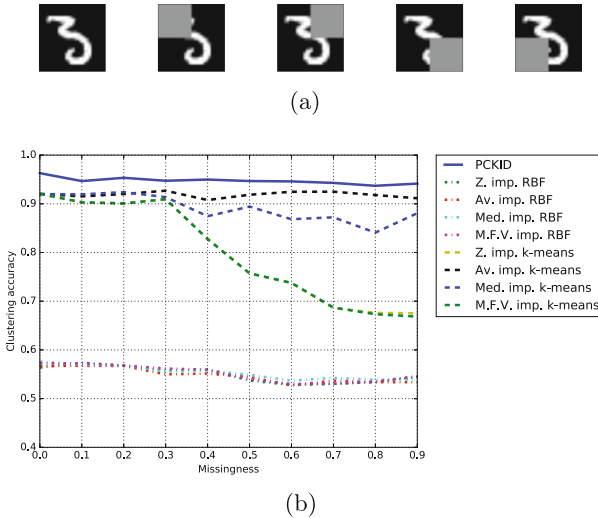 (a)
1.0
0.9
0.8
0.7
0.6
0.5
0.4
Clustering accuracy
0.0 0.1 0.2 0.3 0.4 0.5 0.6 0.7 0.8 0.9
Missingness
PCKID
Z. imp. RBF
Av. imp. RBF
Med. imp. RBF
M.F.V. imp. RBF
Z. imp. k-means
Av. imp. k-means
Med. imp. k-means
M.F.V. imp. k-means
(b)